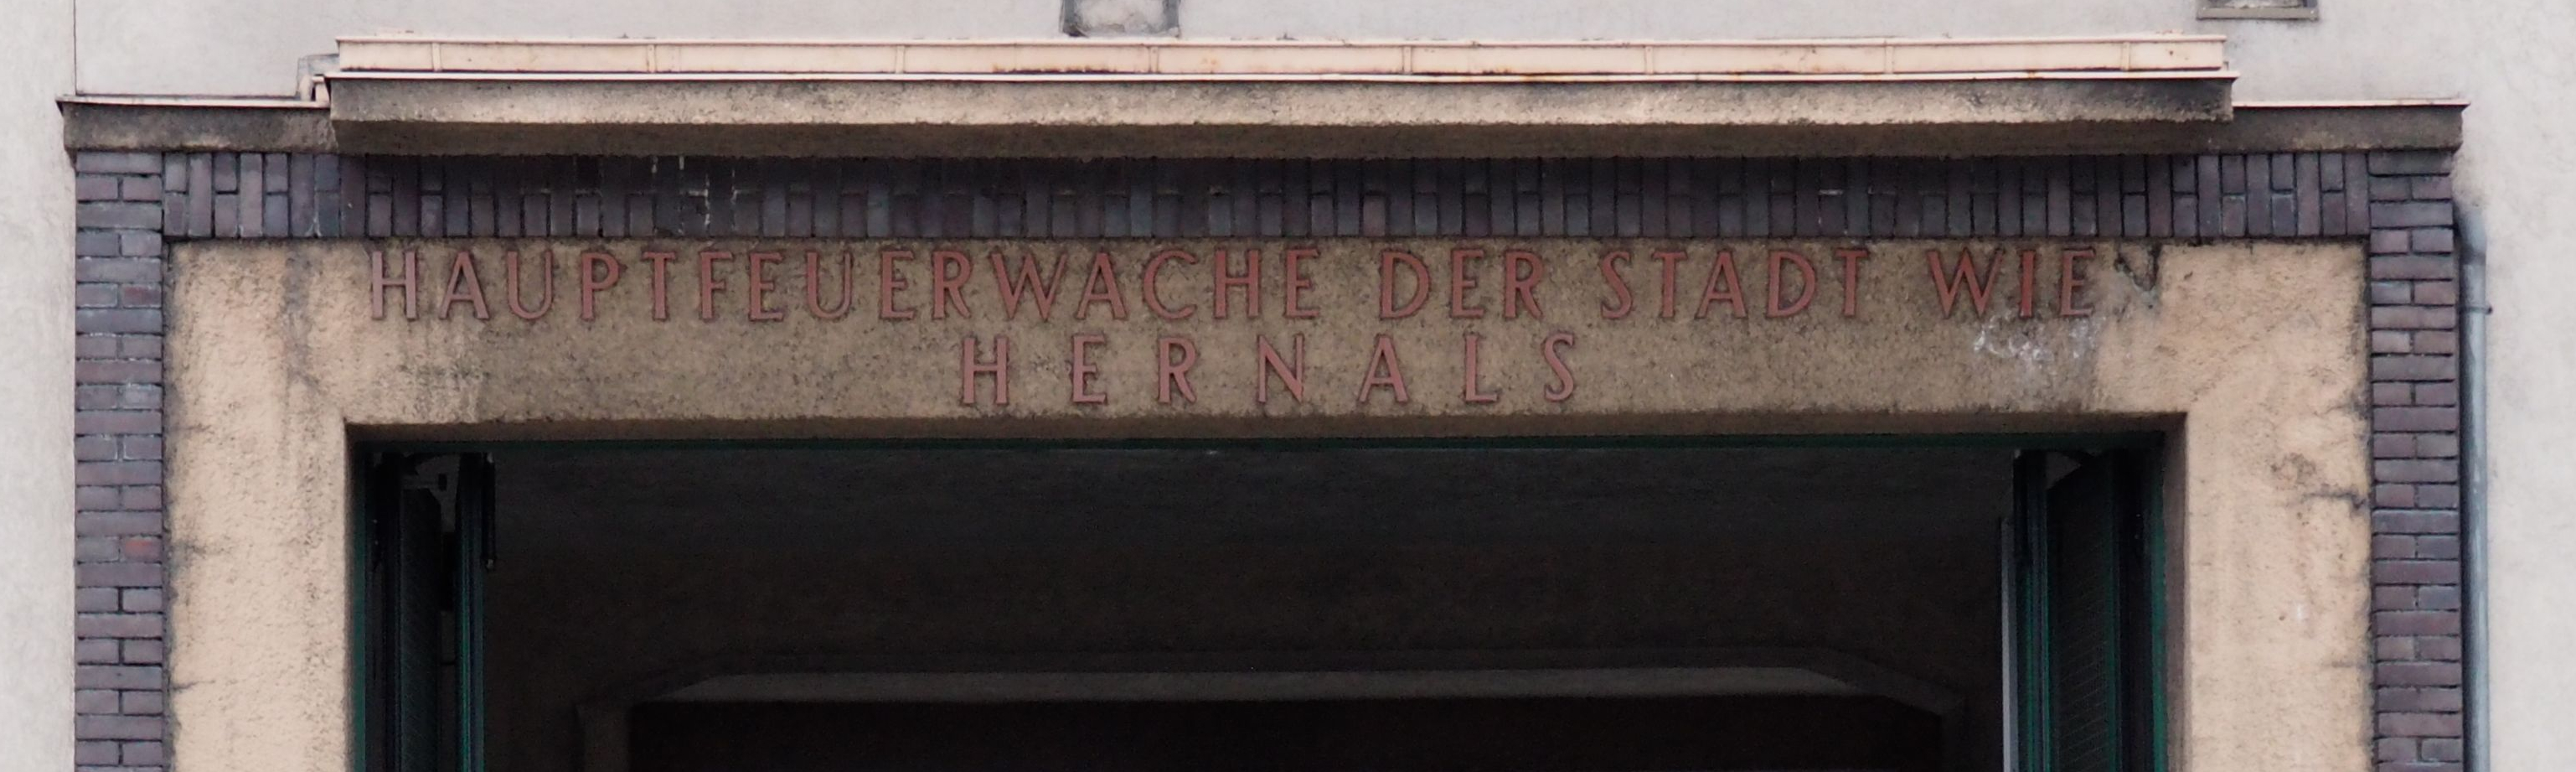 HAUPTFEUERWACHE DER STADT WIE
HERNALS